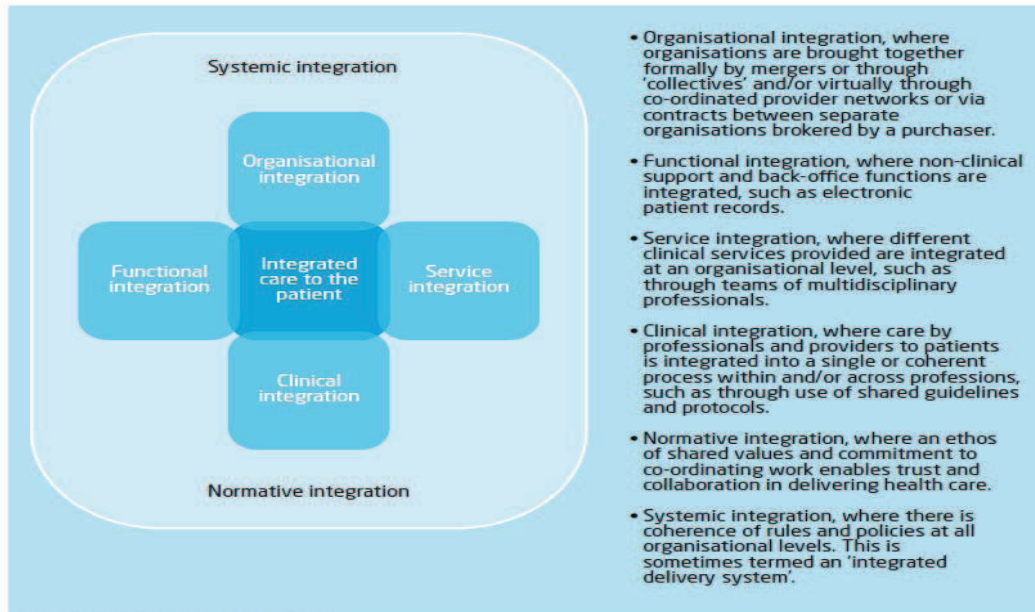 Systemic integration
Organisational
integration
Functional
integration
Integrated
care to the
patient
Service
integration
Clinical
integration
Normative integration
• Organisational integration, where
organisations are brought together
formally by mergers or through
'collectives' and/or virtually through
co-ordinated provider networks or via
contracts between separate
organisations brokered by a purchaser.
• Functional integration, where non-clinical
support and back-office functions are
integrated, such as electronic
patient records.
• Service integration, where different
clinical services provided are integrated
at an organisational level, such as
through teams of multidisciplinary
professionals.
• Clinical integration, where care by
professionals and providers to patients
is integrated into a single or coherent
process within and/or across professions,
such as through use of shared guidelines
and protocols.
• Normative integration, where an ethos
of shared values and commitment to
co-ordinating work enables trust and
collaboration in delivering health care.
• Systemic integration, where there is
coherence of rules and policies at all
organisational levels. This is
sometimes termed an 'integrated
delivery system'.